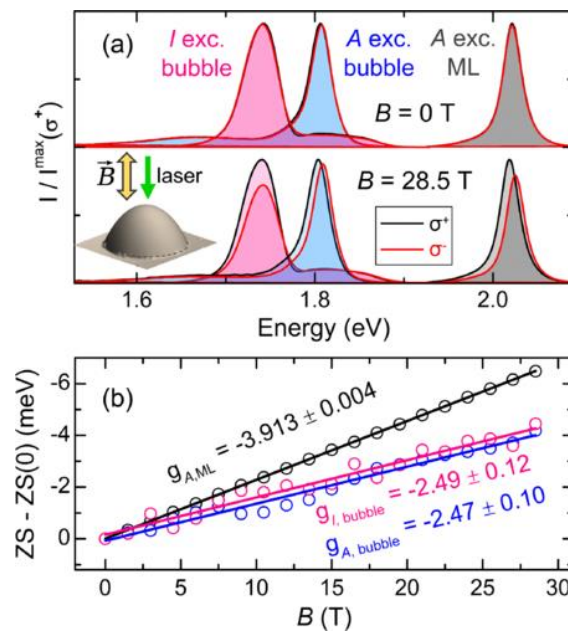 (a)
I exc. bubble
A exc. bubble
A exc. ML
B = 0 T
B = 28.5 T
B
laser
σ⁺
σ⁻
I / Iᵐᵃˣ(σ⁺)
1.6 1.8 2.0
Energy (eV)
(b)
ZS - ZS(0) (meV)
-6
-4
-2
0
g_A,ML = -3.913 ± 0.004
g_I, bubble = -2.49 ± 0.12
g_A, bubble = -2.47 ± 0.10
0 5 10 15 20 25 30
B (T)